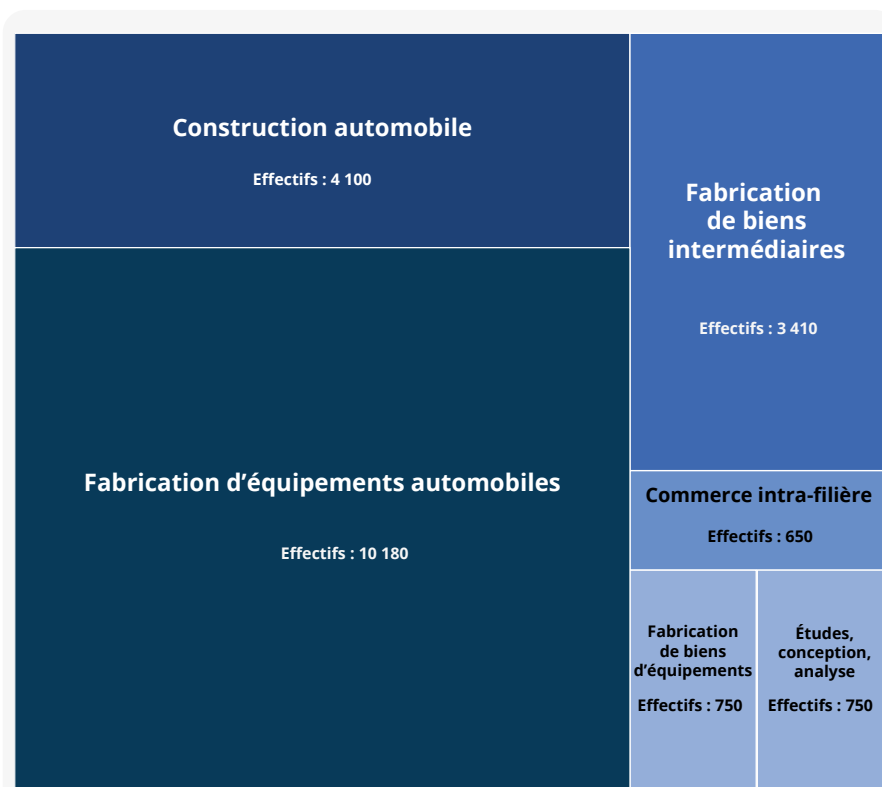 Construction automobile
Effectifs : 4 100
Fabrication
de biens
intermédiaires
Effectifs : 3 410
Fabrication d’équipements automobiles
Effectifs : 10 180
Commerce intra-filière
Effectifs : 650
Fabrication
de biens
d’équipements
Effectifs : 750
Études,
conception,
analyse
Effectifs : 750